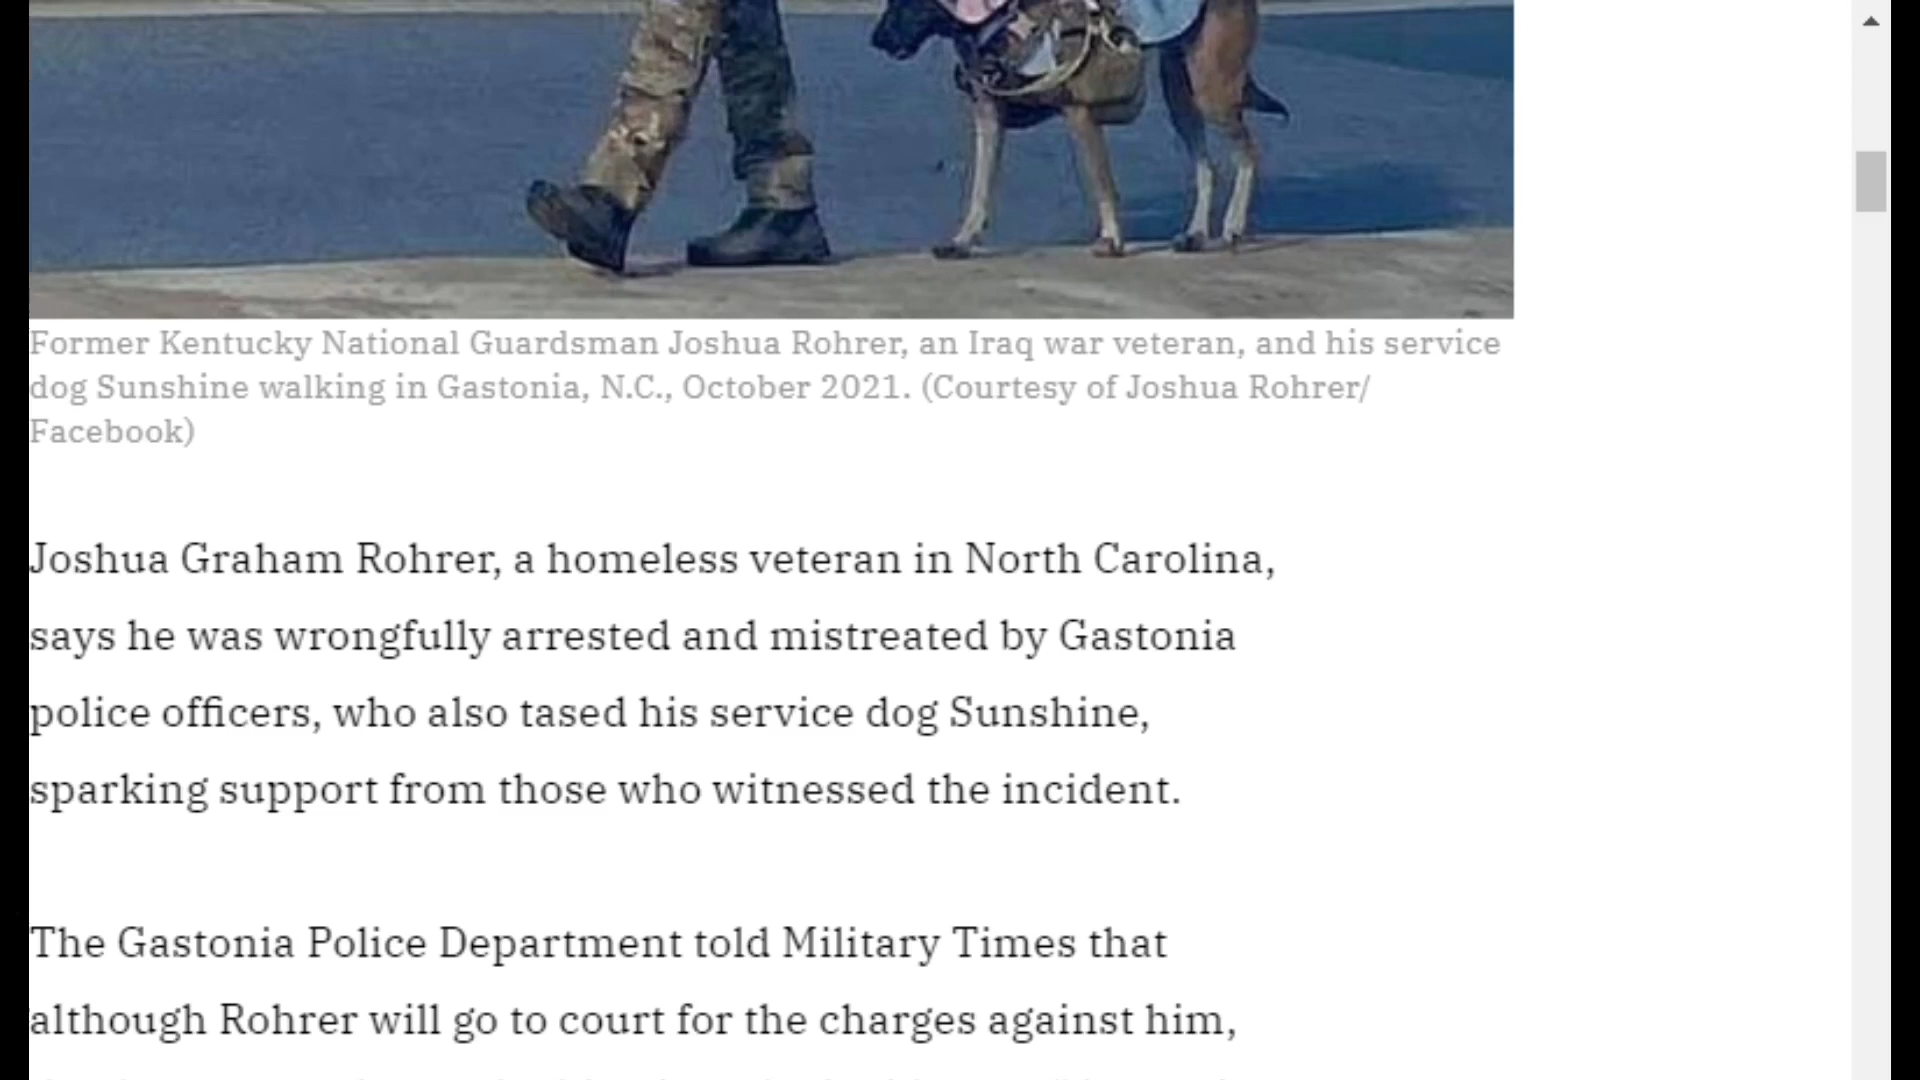 Former Kentucky National Guardsman Joshua Rohrer, an Iraq war veteran, and his service
dog Sunshine walking in Gastonia, N.C., October 2021. (Courtesy of Joshua Rohrer/
Facebook)
Joshua Graham Rohrer, a homeless veteran in North Carolina,
says he was wrongfully arrested and mistreated by Gastonia
police officers, who also tased his service dog Sunshine,
sparking support from those who witnessed the incident.
The Gastonia Police Department told Military Times that
although Rohrer will go to court for the charges against him,